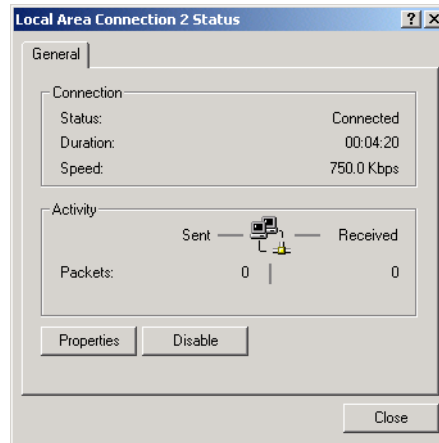 Local Area Connection 2 Status
General
Connection
Status: Connected
Duration: 00:04:20
Speed: 750.0 Kbps
Activity
Sent Received
Packets: 0 0
Properties Disable
Close